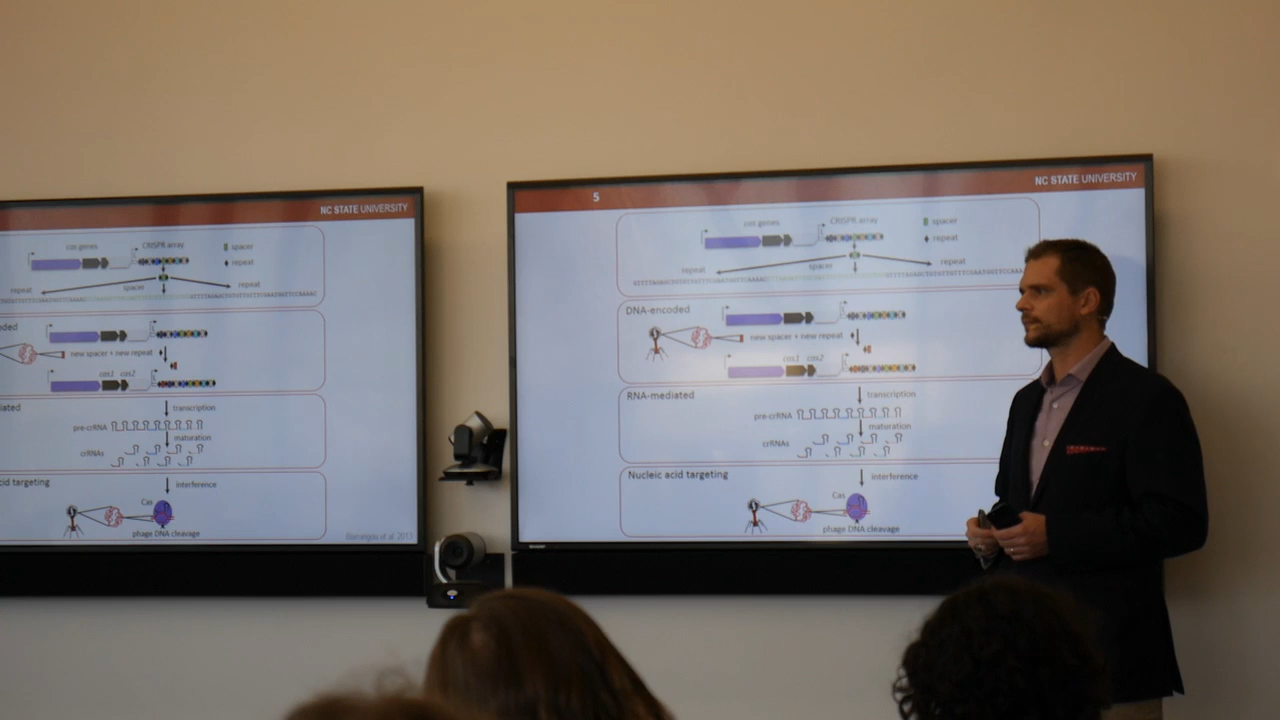 NC STATE UNIVERSITY
cas genes
CRISPR array
spacer
repeat
repeat
spacer
repeat
new spacer + new repeat
cas1 cas2
transcription
pre-crRNA
maturation
crRNAs
cid targeting
interference
Cas
phage DNA cleavage
Barrangou et al. 2013
5
NC STATE UNIVERSITY
cas genes
CRISPR array
spacer
repeat
repeat
spacer
repeat
DNA-encoded
new spacer + new repeat
cas1 cas2
RNA-mediated
transcription
pre-crRNA
maturation
crRNAs
Nucleic acid targeting
interference
Cas
phage DNA cleavage
SHARP